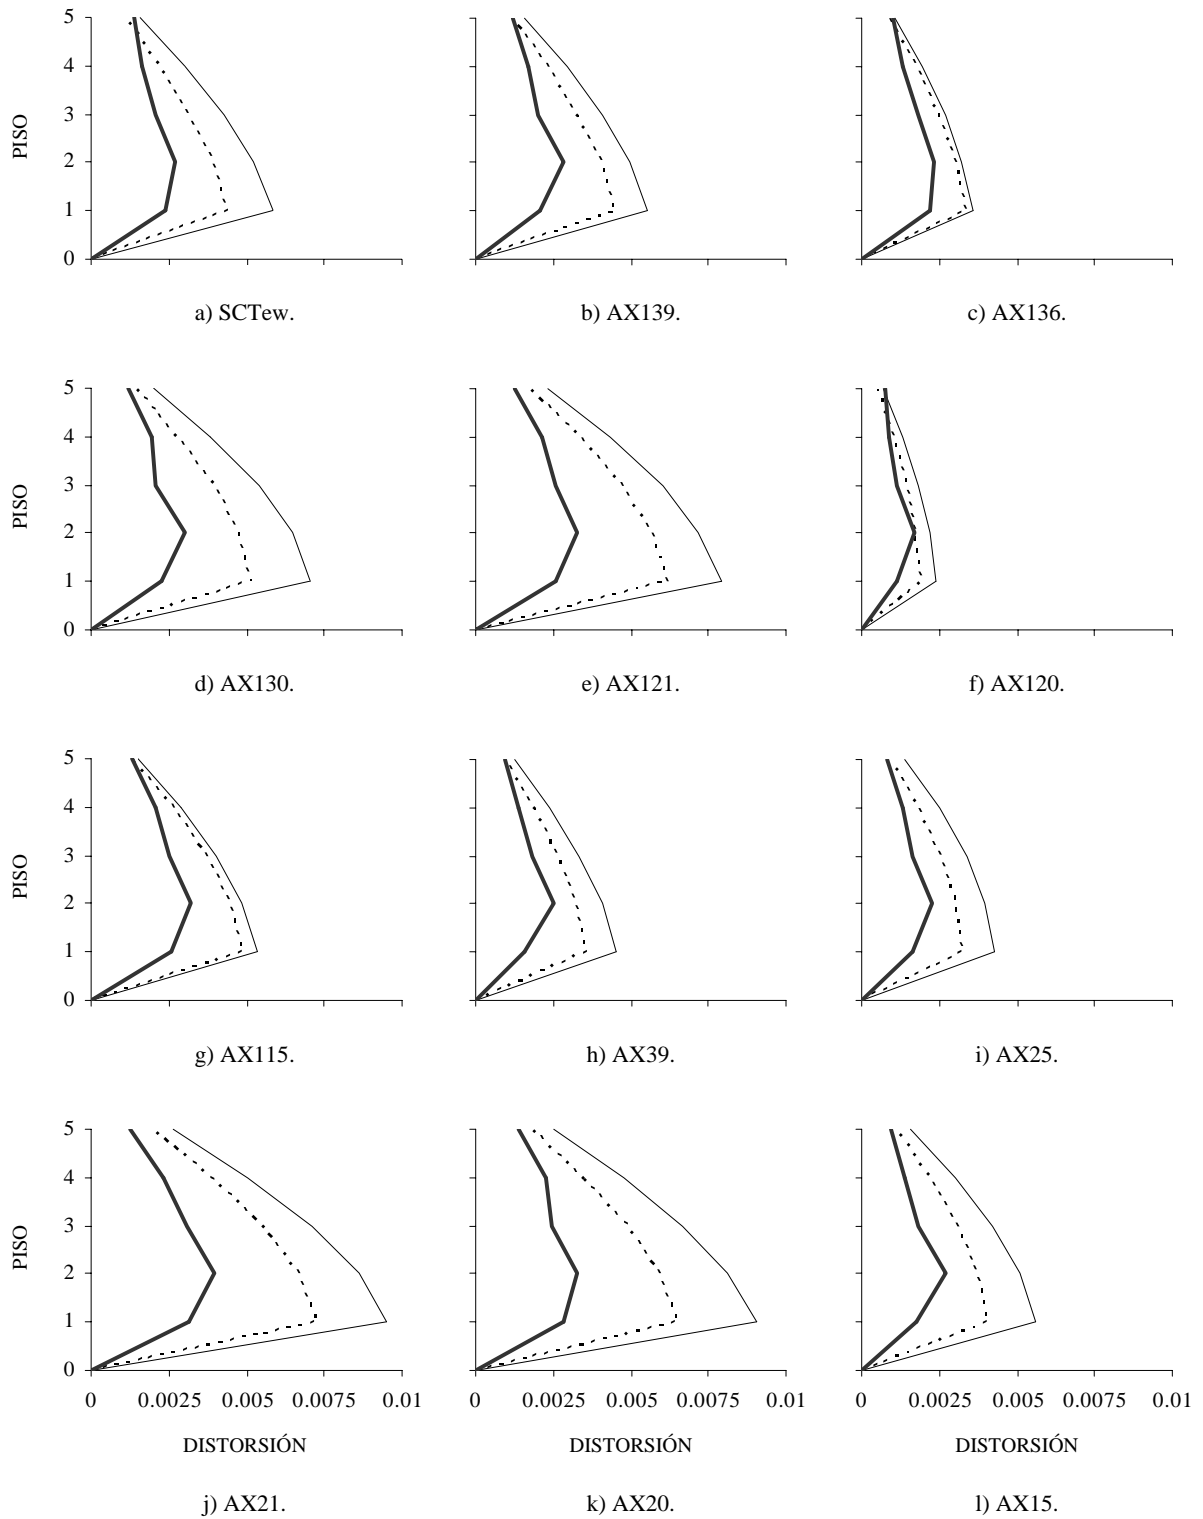 5
4
3
2
1
0
PISO
a) SCTew. b) AX139. c) AX136.
5
4
3
2
1
0
PISO
d) AX130. e) AX121. f) AX120.
5
4
3
2
1
0
PISO
g) AX115. h) AX39. i) AX25.
5
4
3
2
1
0
PISO
0 0.0025 0.005 0.0075 0.01 0 0.0025 0.005 0.0075 0.01 0 0.0025 0.005 0.0075 0.01
DISTORSIÓN DISTORSIÓN DISTORSIÓN
j) AX21. k) AX20. l) AX15.